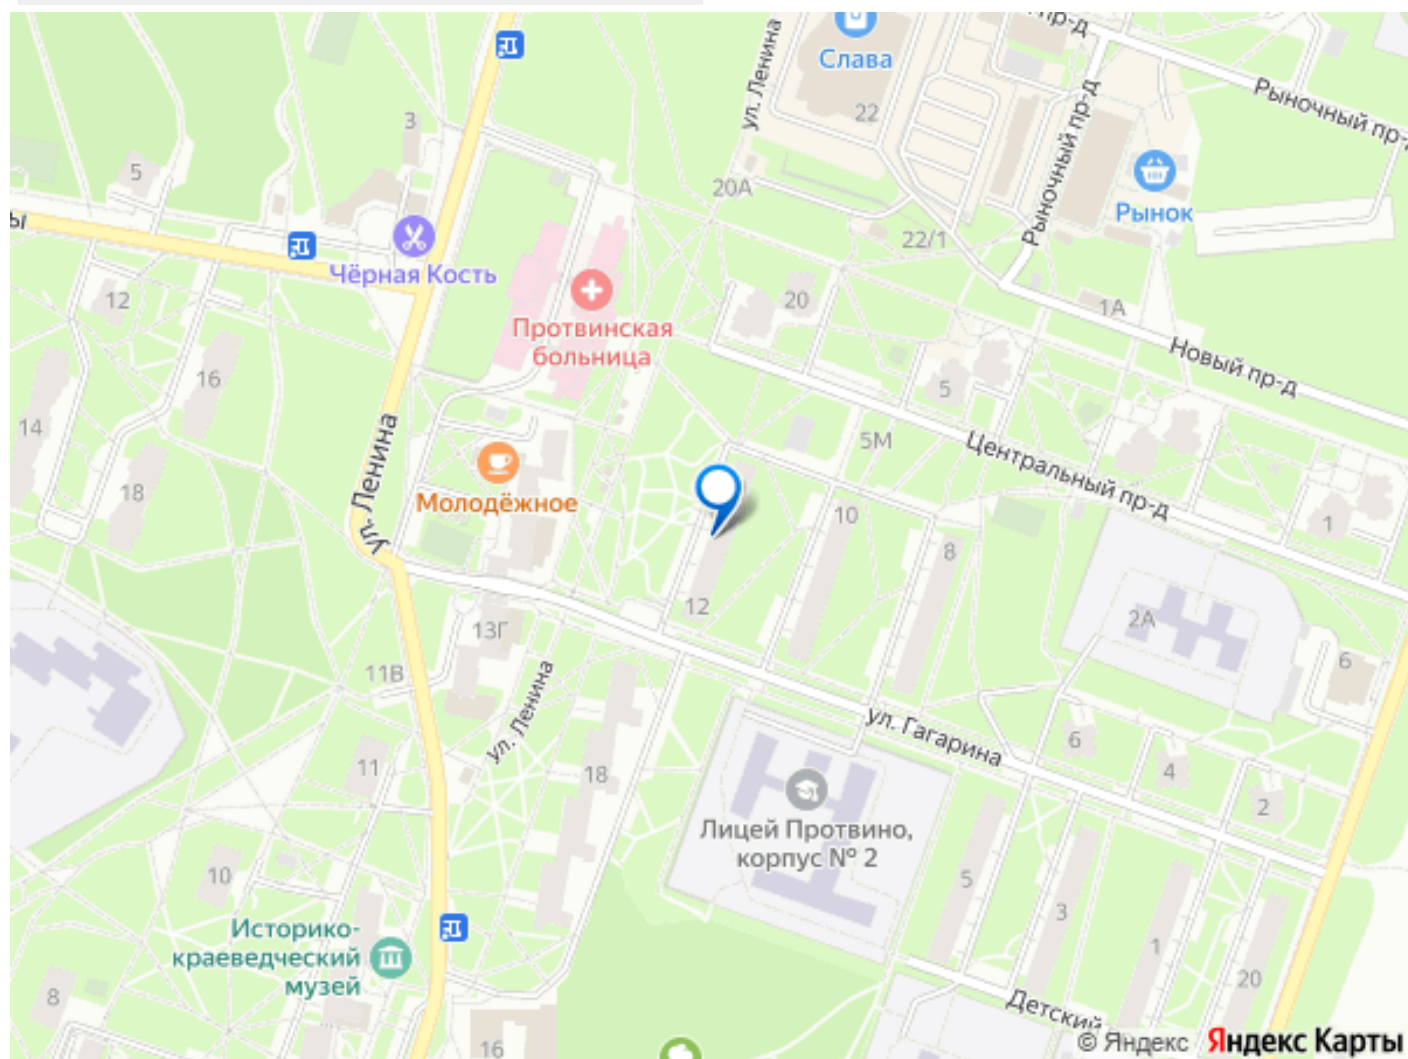 пр-д
ул. Ленина
Слава
22
Рыночный пр-д
Рыночный пр-д
3
5
20А
Рынок
22/1
Чёрная Кость
12
20
1А
Протвинская
больница
Новый пр-д
16
5
14
ул. Ленина
5М
Центральный пр-д
18
Молодёжное
10
1
8
12
2А
13Г
6
11В
ул. Ленина
ул. Гагарина
6
11
18
4
2
Лицей Протвино,
корпус № 2
10
5
3
Историко-
краеведческий
музей
1
20
8
Детский
16
© Яндекс Яндекс Карты